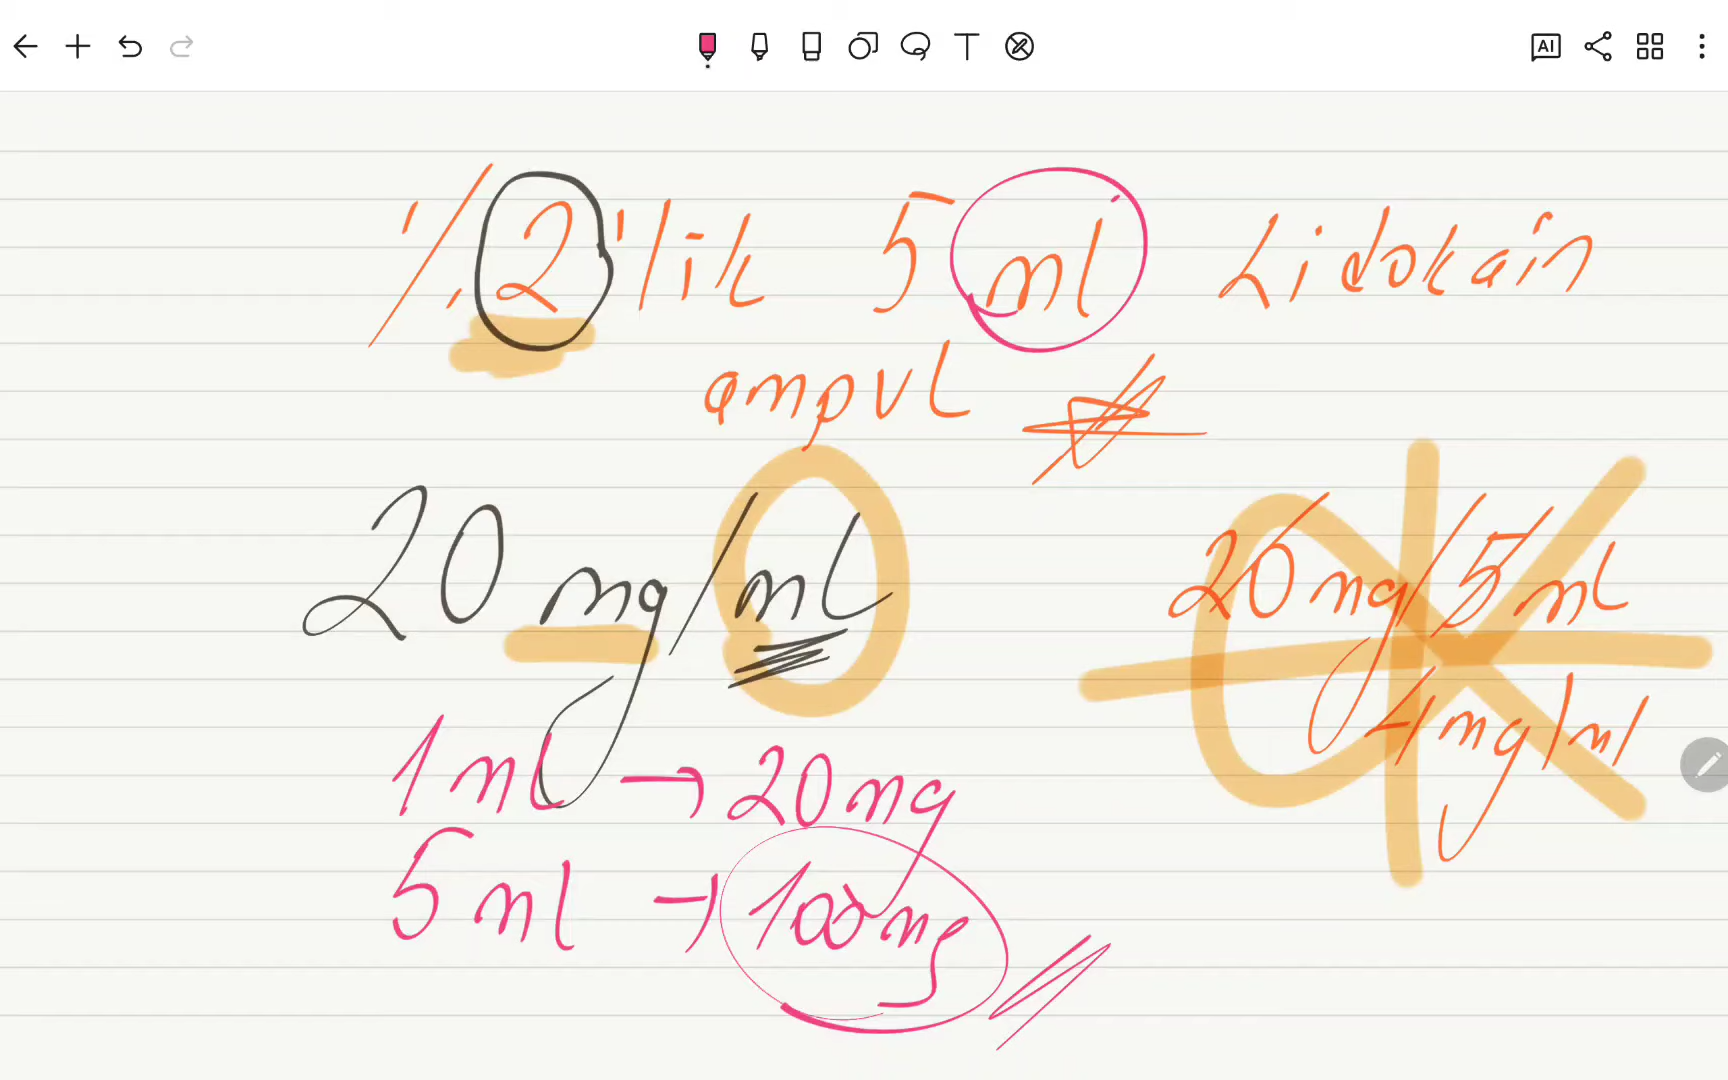 %2'lik 5 ml Lidokain
ampul
20 mg/ml
20 mg/5 ml
4 mg/ml
1 ml → 20 mg
5 ml → 100 mg
T
AI